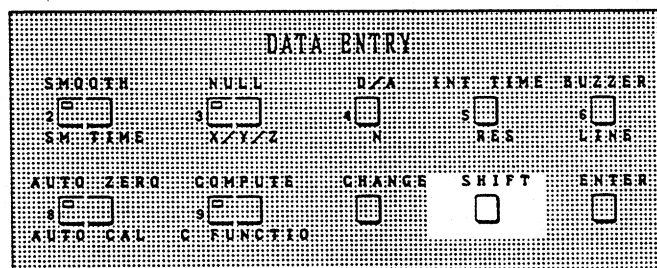 DATA ENTRY
SMOOTH NULL D/A INT TIME BUZZER
2 3 4 5 6
SM TIME X/Y/Z N RES LINE
AUTO ZERO COMPUTE CHANGE SHIFT ENTER
8 9
AUTO CAL C FUNCTIO